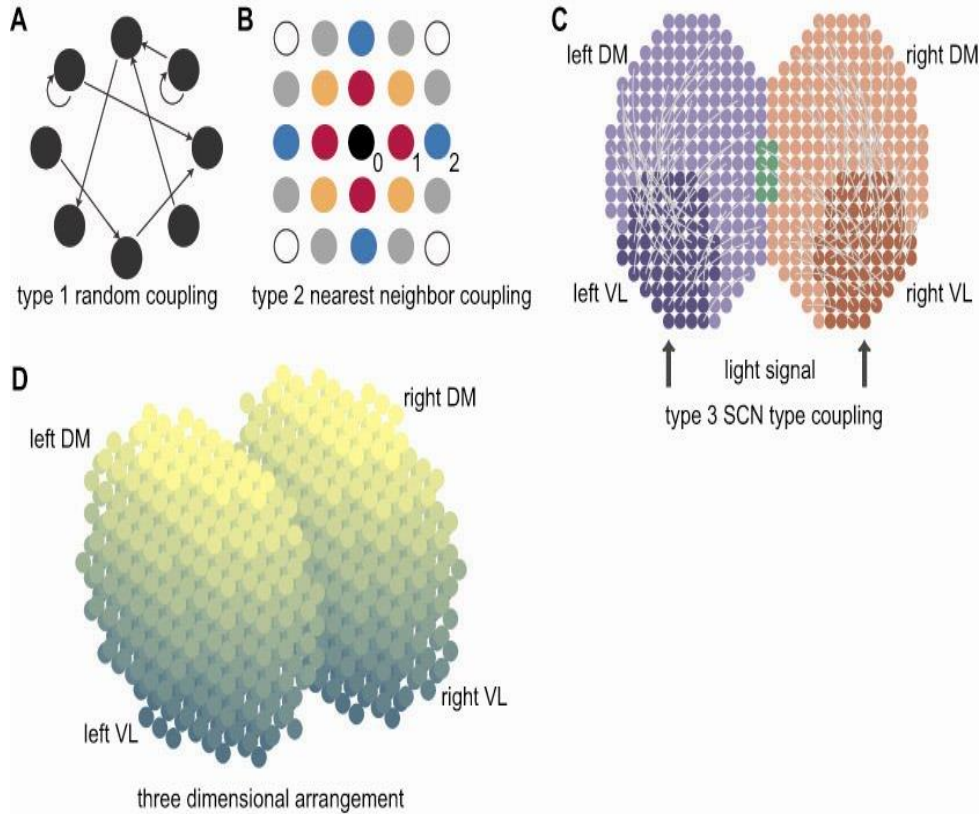 A
type 1 random coupling
B
0 1 2
type 2 nearest neighbor coupling
C
left DM
right DM
left VL
right VL
light signal
type 3 SCN type coupling
D
left DM
right DM
left VL
right VL
three dimensional arrangement